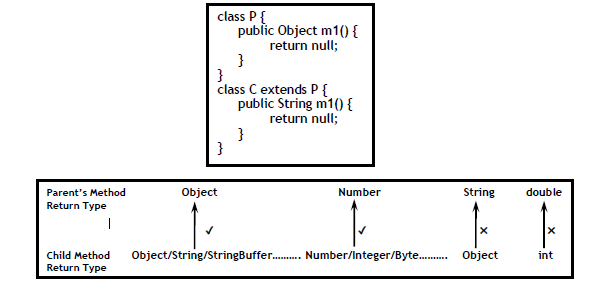 class P {
public Object m1() {
return null;
}
}
class C extends P {
public String m1() {
return null;
}
}
Parent's Method Return Type Object Number String double
✓ ✓ × ×
Child Method Return Type Object/String/StringBuffer.......... Number/Integer/Byte......... Object int